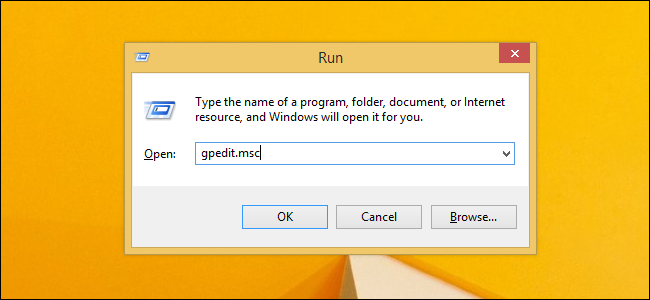 Run
Type the name of a program, folder, document, or Internet
resource, and Windows will open it for you.
Open: gpedit.msc
OK Cancel Browse...